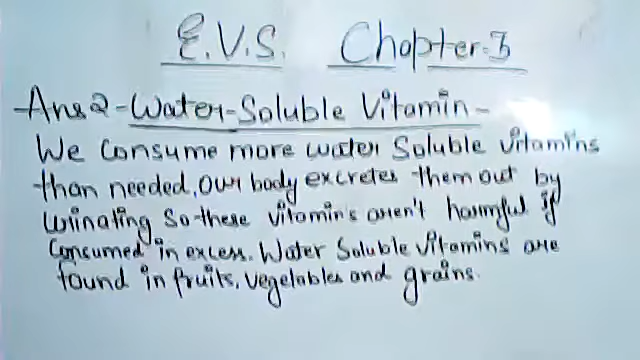 E.V.S. Chapter.3
Ans 2 - Water-Soluble Vitamin -
We Consume more water Soluble vitamins
than needed, our body excretes them out by
urinating so these vitamins aren't harmful if
Consumed in excess. Water Soluble vitamins are
found in fruits, vegetables and grains.